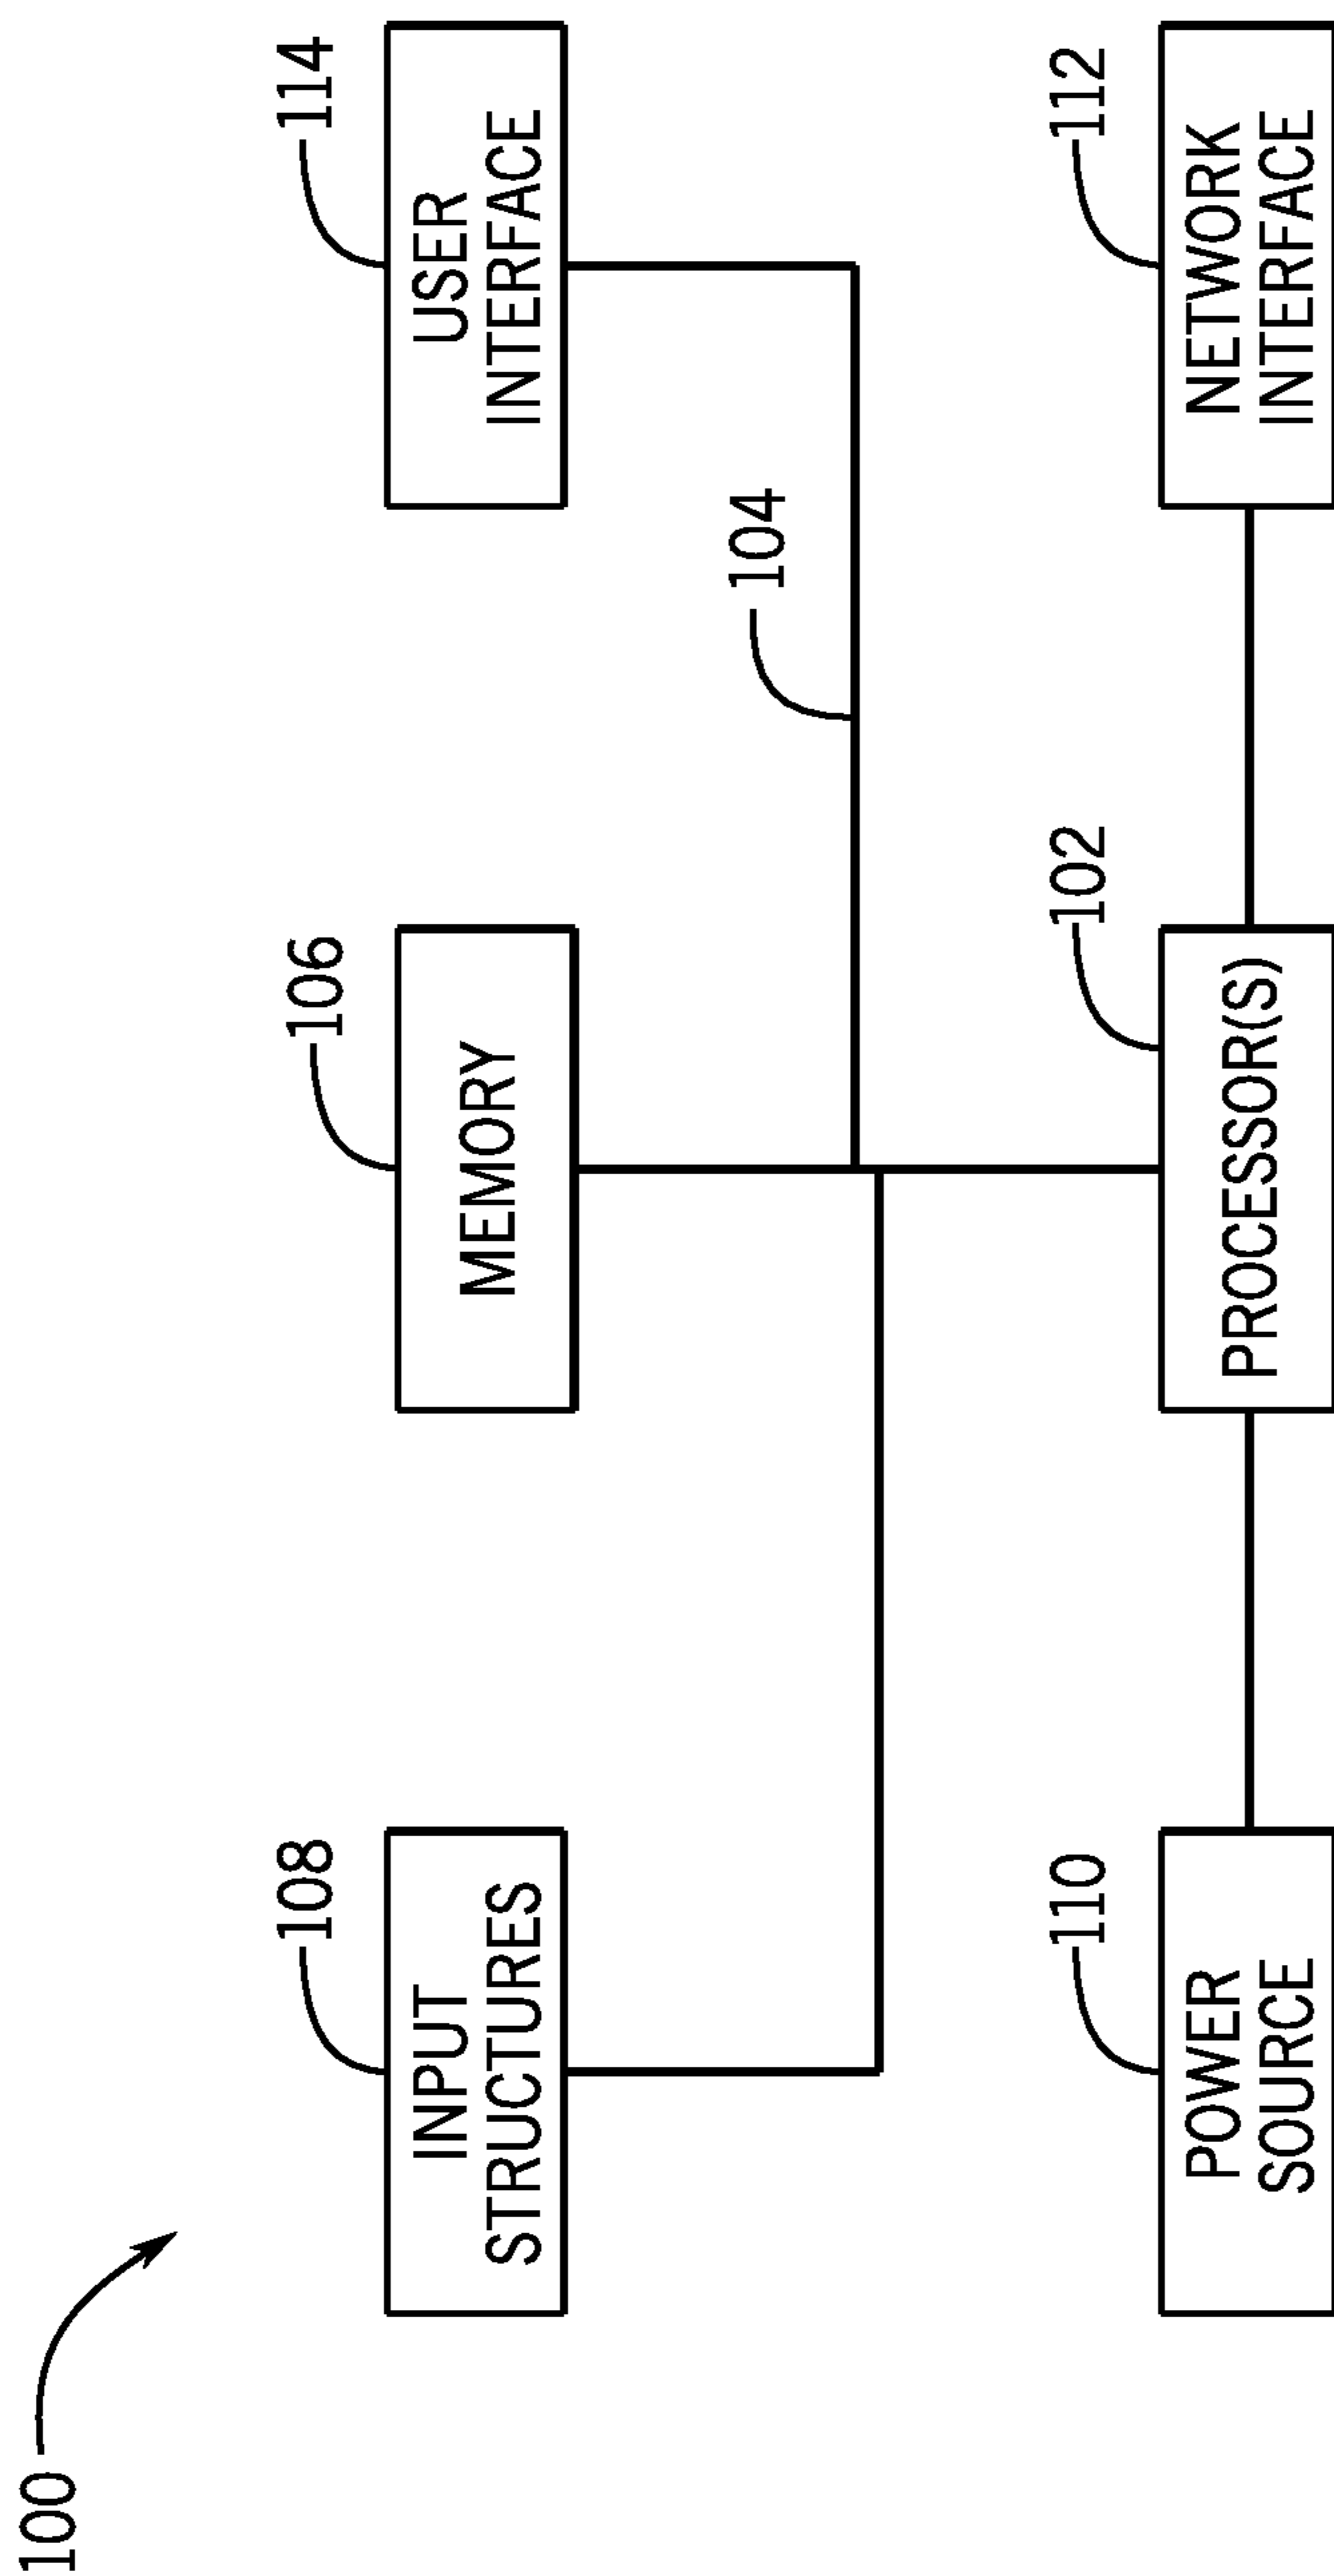 100
108
INPUT
STRUCTURES
106
MEMORY
114
USER
INTERFACE
104
110
POWER
SOURCE
102
PROCESSOR(S)
112
NETWORK
INTERFACE